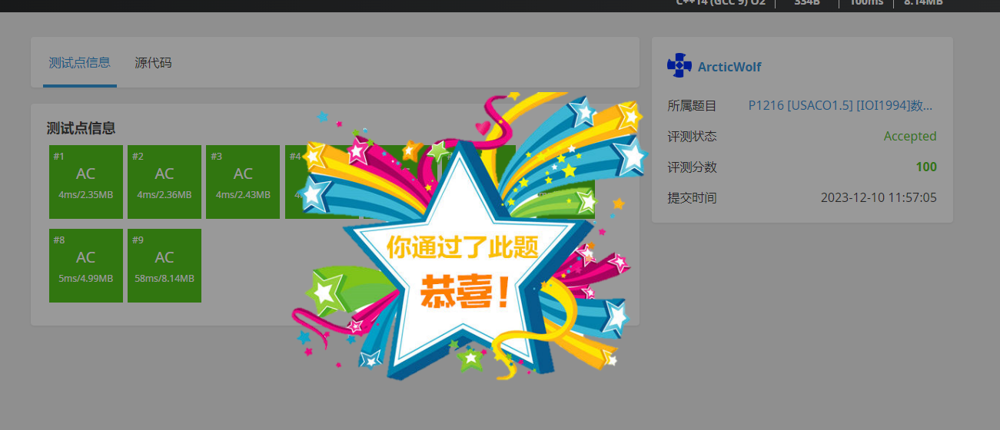 C++14 (GCC 9) O2 334B 100ms 8.14MB
测试点信息 源代码
ArcticWolf
所属题目 P1216 [USACO1.5] [IOI1994]数...
评测状态 Accepted
评测分数 100
提交时间 2023-12-10 11:57:05
测试点信息
#1 #2 #3 #4
AC AC AC
4ms/2.35MB 4ms/2.36MB 4ms/2.43MB
#8 #9
AC AC
5ms/4.99MB 58ms/8.14MB
你通过了此题
恭喜!